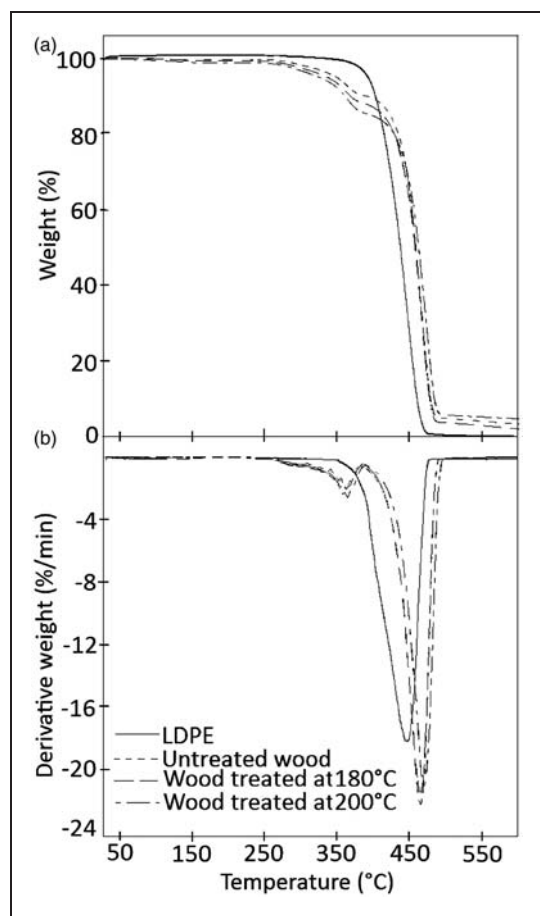 (a)
100
80
60
40
20
0
Weight (%)
(b)
-4
-8
-12
-16
-20
-24
Derivative weight (%/min)
LDPE
Untreated wood
Wood treated at180°C
Wood treated at200°C
50 150 250 350 450 550
Temperature (°C)